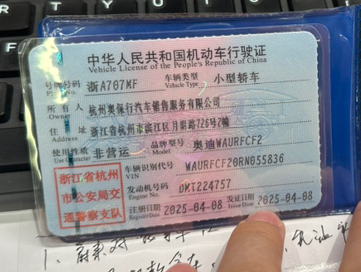 中华人民共和国机动车行驶证
Vehicle License of the People's Republic of China
号牌号码 浙A707MF 车辆类型 小型轿车
Plate No. Vehicle Type
所有人 杭州奥保行汽车销售服务有限公司
住址 浙江省杭州市滨江区月明路726号2幢
使用性质 非营运 品牌型号 奥迪WAURFCF2
浙江省杭州市公安局交通警察支队
车辆识别代号 WAURFCF20RN055836
VIN
发动机号码 DMT224757
注册日期 2025-04-08 发证日期 2025-04-08